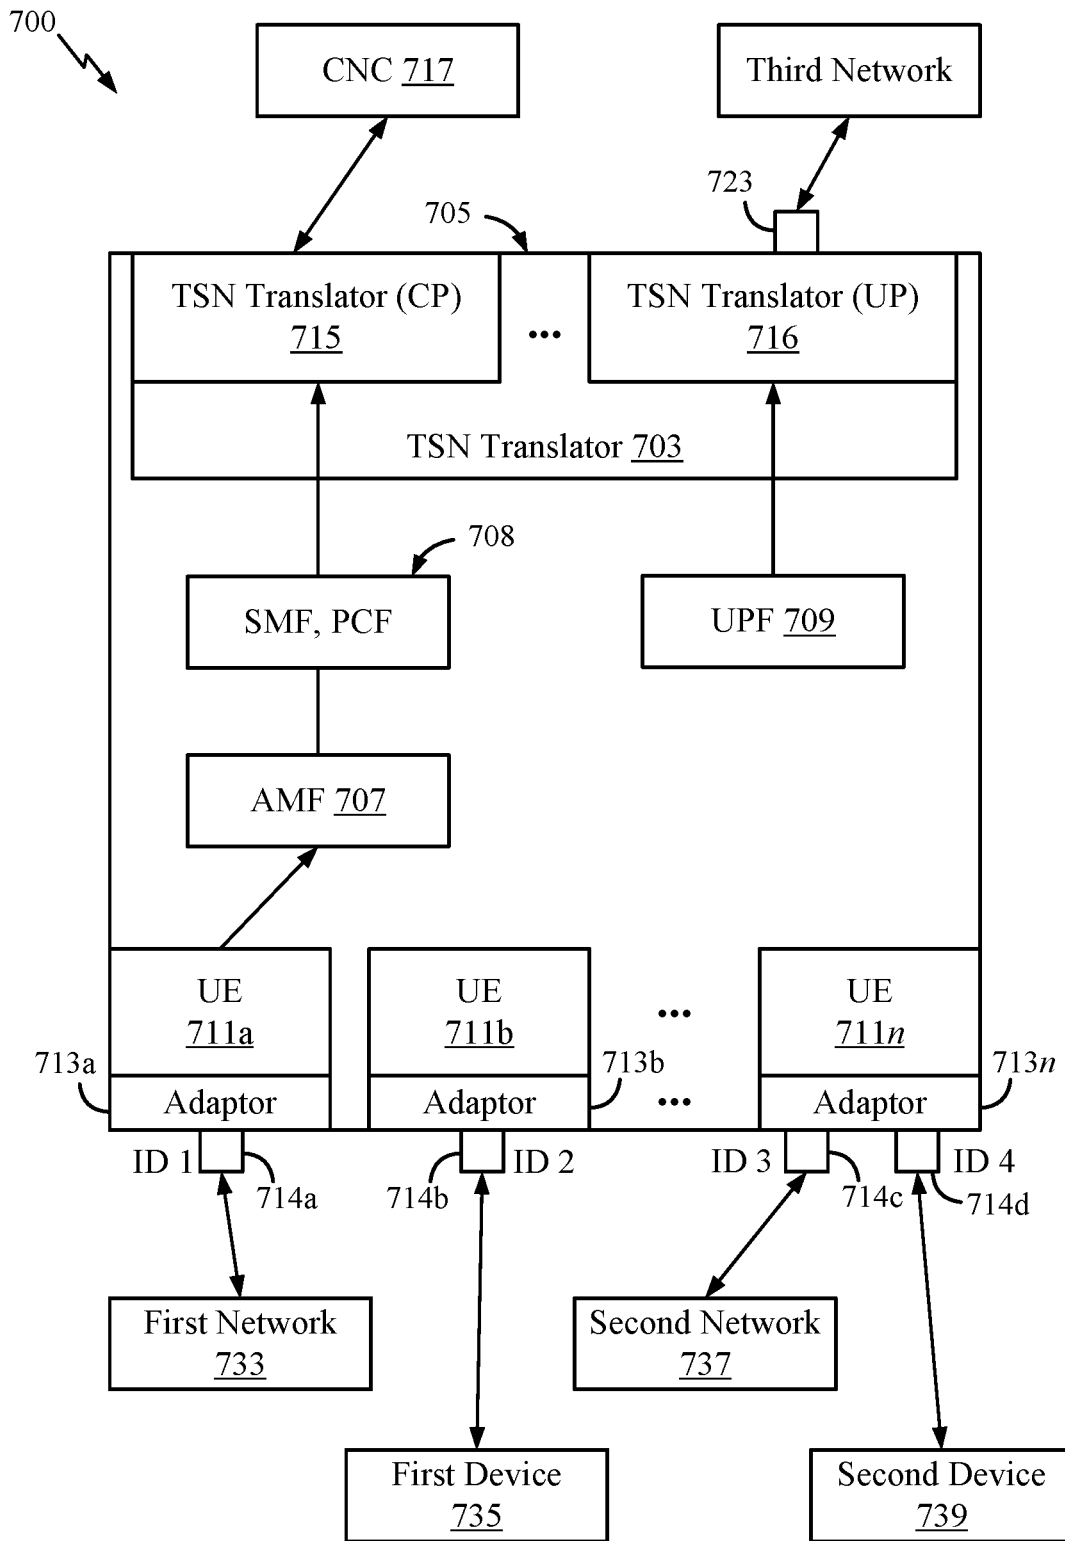 700
CNC 717
Third Network
723
705
TSN Translator (CP)
715
...
TSN Translator (UP)
716
TSN Translator 703
708
SMF, PCF
UPF 709
AMF 707
UE
711a
UE
711b
...
UE
711n
713a
Adaptor
Adaptor
713b
...
Adaptor
713n
ID 1
714a
714b
ID 2
ID 3
714c
ID 4
714d
First Network
733
Second Network
737
First Device
735
Second Device
739